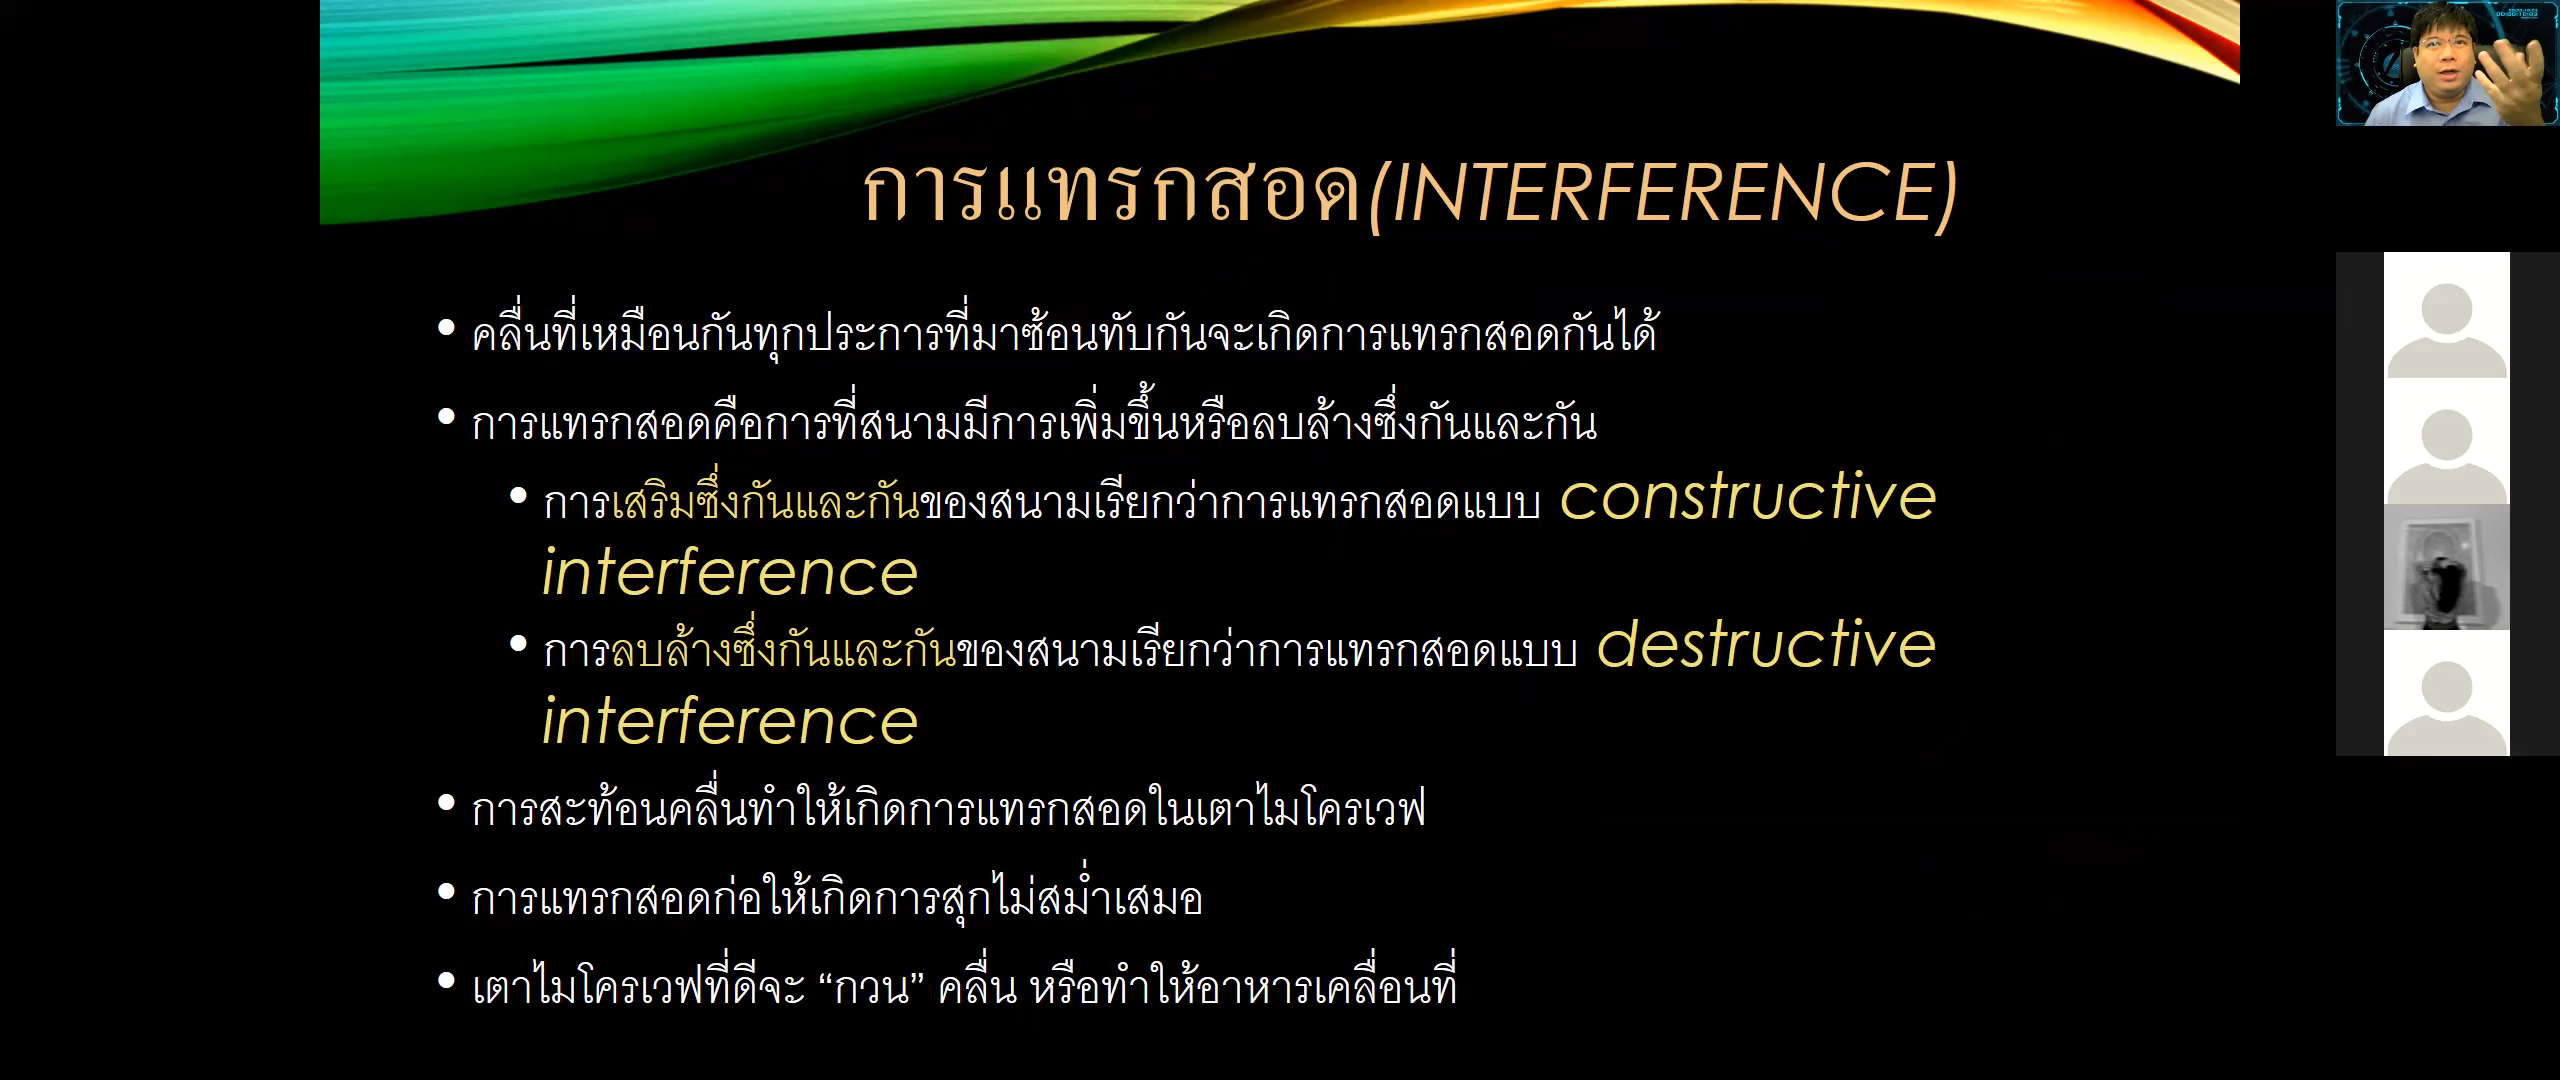 การแทรกสอด(INTERFERENCE)
• คลื่นที่เหมือนกันทุกประการที่มาซ้อนทับกันจะเกิดการแทรกสอดกันได้
• การแทรกสอดคือการที่สนามมีการเพิ่มขึ้นหรือลบล้างซึ่งกันและกัน
• การเสริมซึ่งกันและกันของสนามเรียกว่าการแทรกสอดแบบ constructive
interference
• การลบล้างซึ่งกันและกันของสนามเรียกว่าการแทรกสอดแบบ destructive
interference
• การสะท้อนคลื่นทำให้เกิดการแทรกสอดในเตาไมโครเวฟ
• การแทรกสอดก่อให้เกิดการสุกไม่สม่ำเสมอ
• เตาไมโครเวฟที่ดีจะ “กวน” คลื่น หรือทำให้อาหารเคลื่อนที่